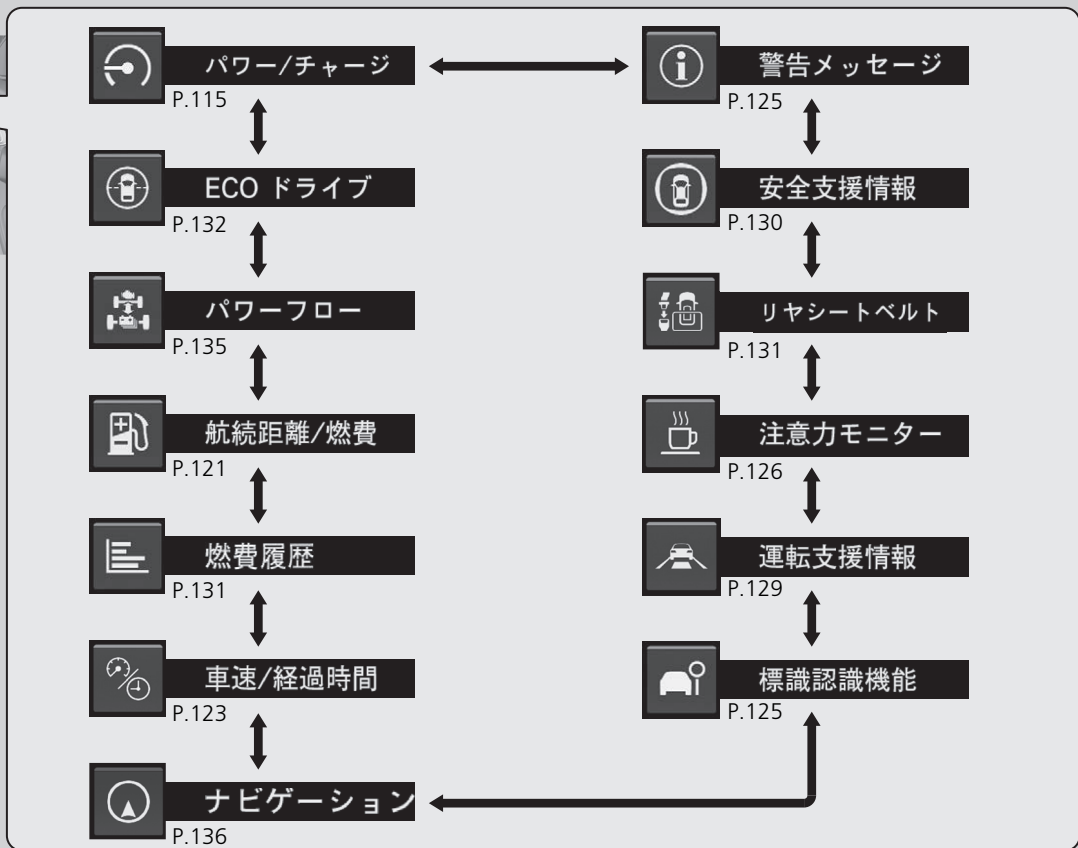 パワー/チャージ
P.115
ECO ドライブ
P.132
パワーフロー
P.135
航続距離/燃費
P.121
燃費履歴
P.131
車速/経過時間
P.123
ナビゲーション
P.136
警告メッセージ
P.125
安全支援情報
P.130
リヤシートベルト
P.131
注意力モニター
P.126
運転支援情報
P.129
標識認識機能
P.125